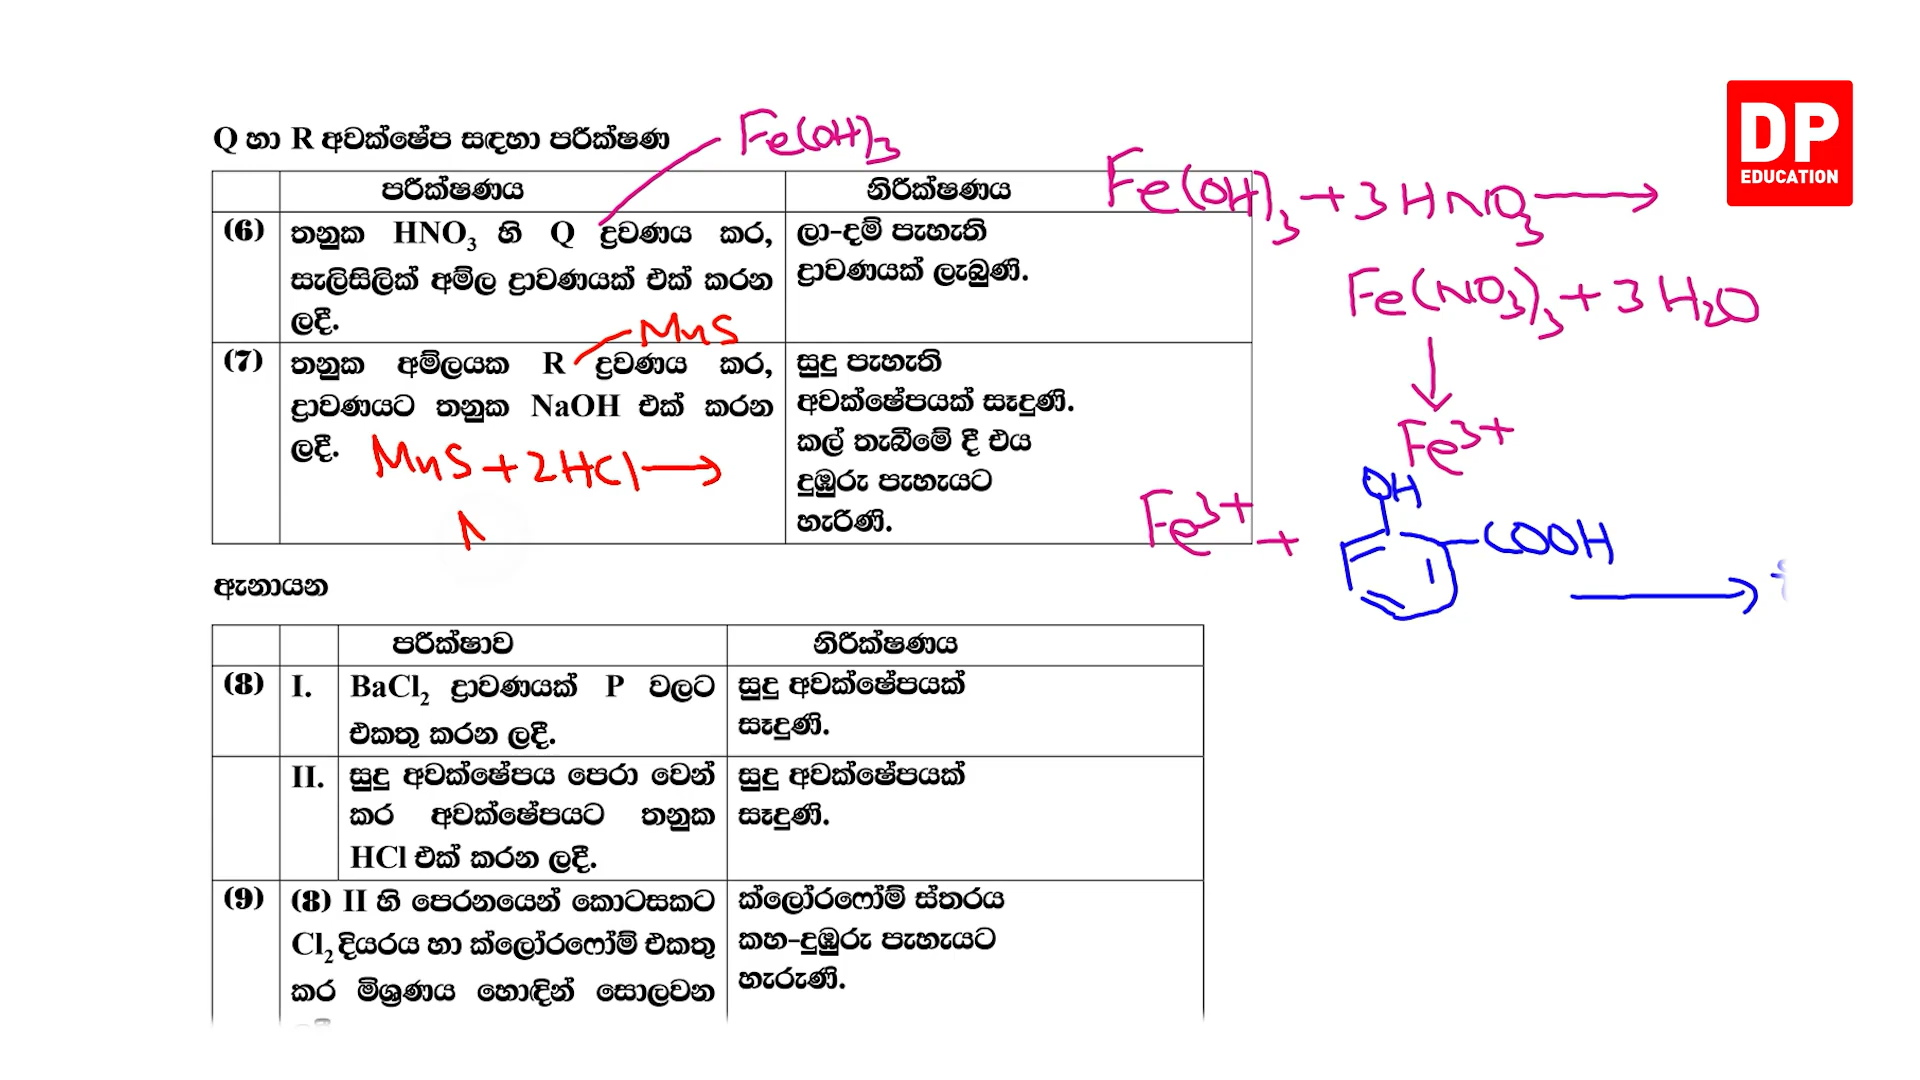 DP
EDUCATION
Fe(OH)3
Q හා R අවක්ෂේප සඳහා පරීක්ෂණ
පරීක්ෂණය නිරීක්ෂණය
(6) තනුක HNO3 හි Q ද්‍රවණය කර, ලා-දම් පැහැති
සැලිසිලික් අම්ල ද්‍රාවණයක් එක් කරන ද්‍රාවණයක් ලැබුණි.
ලදී.
Fe(OH)3 + 3HNO3 ⟶
Fe(NO3)3 + 3H2O
↓
Fe3+
MnS
(7) තනුක අම්ලයක R ද්‍රවණය කර, සුදු පැහැති
ද්‍රාවණයට තනුක NaOH එක් කරන අවක්ෂේපයක් සෑදුණි.
ලදී. කල් තැබීමේ දී එය
දුඹුරු පැහැයට
හැරිණි.
MnS + 2HCl ⟶
Fe3+ +
OH
COOH
⟶
ඇනායන
පරීක්ෂාව නිරීක්ෂණය
(8) I. BaCl2 ද්‍රාවණයක් P වලට සුදු අවක්ෂේපයක්
එකතු කරන ලදී. සෑදුණි.
II. සුදු අවක්ෂේපය පෙරා වෙන් සුදු අවක්ෂේපයක්
කර අවක්ෂේපයට තනුක සෑදුණි.
HCl එක් කරන ලදී.
(9) (8) II හි පෙරනයෙන් කොටසකට ක්ලෝරෆෝම් ස්තරය
Cl2 දියරය හා ක්ලෝරෆෝම් එකතු කහ-දුඹුරු පැහැයට
කර මිශ්‍රණය හොඳින් සොලවන හැරුණි.